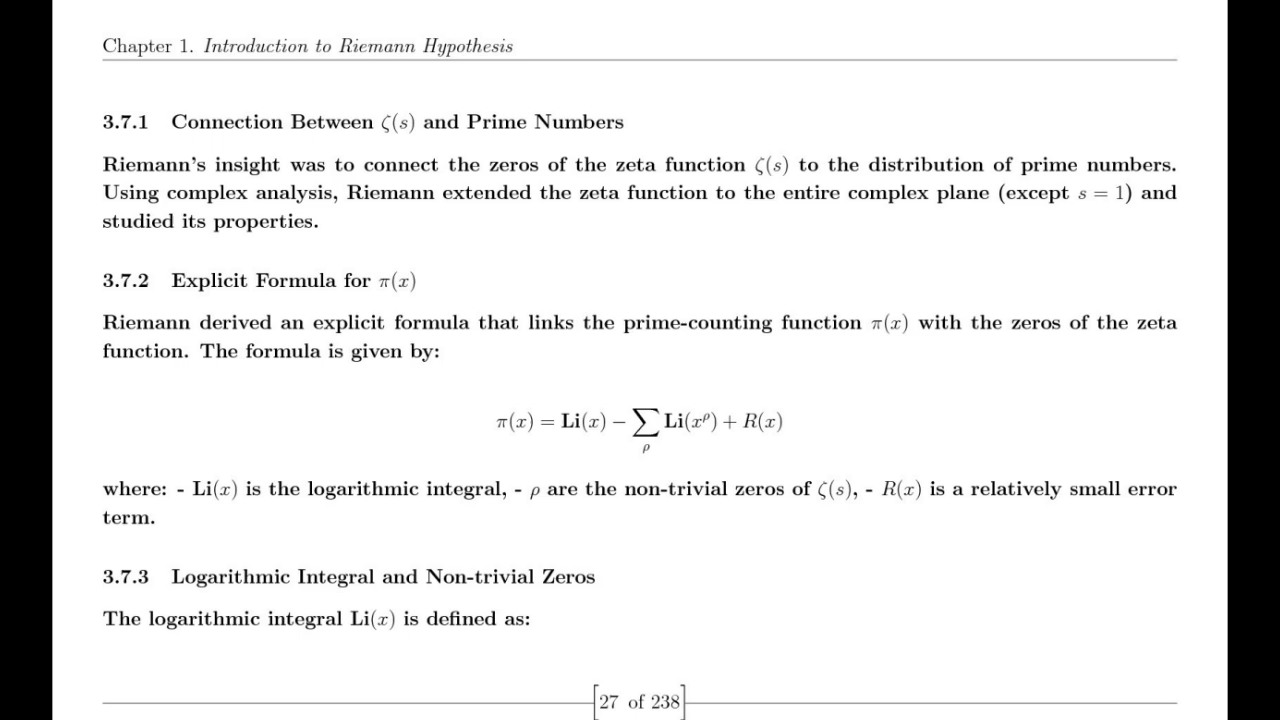 Chapter 1. Introduction to Riemann Hypothesis
3.7.1 Connection Between ζ(s) and Prime Numbers
Riemann's insight was to connect the zeros of the zeta function ζ(s) to the distribution of prime numbers.
Using complex analysis, Riemann extended the zeta function to the entire complex plane (except s = 1) and
studied its properties.
3.7.2 Explicit Formula for π(x)
Riemann derived an explicit formula that links the prime-counting function π(x) with the zeros of the zeta
function. The formula is given by:
π(x) = Li(x) − ∑_ρ Li(x^ρ) + R(x)
where: - Li(x) is the logarithmic integral, - ρ are the non-trivial zeros of ζ(s), - R(x) is a relatively small error
term.
3.7.3 Logarithmic Integral and Non-trivial Zeros
The logarithmic integral Li(x) is defined as:
[27 of 238]